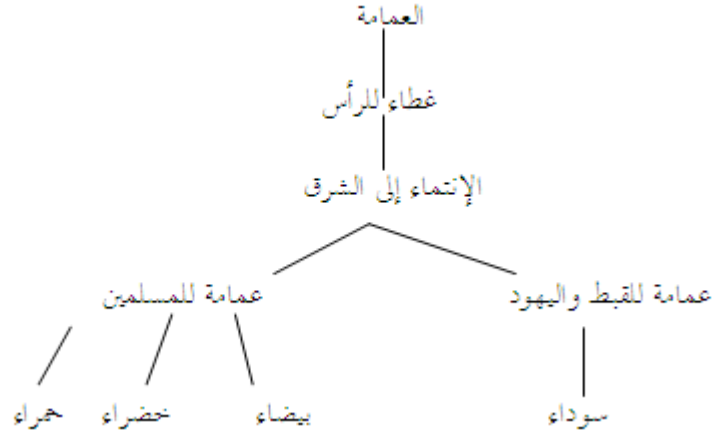 العمامة
غطاء للرأس
الإنتماء إلى الشرق
عمامة للقبط واليهود
عمامة للمسلمين
سوداء
بيضاء
خضراء
حمراء